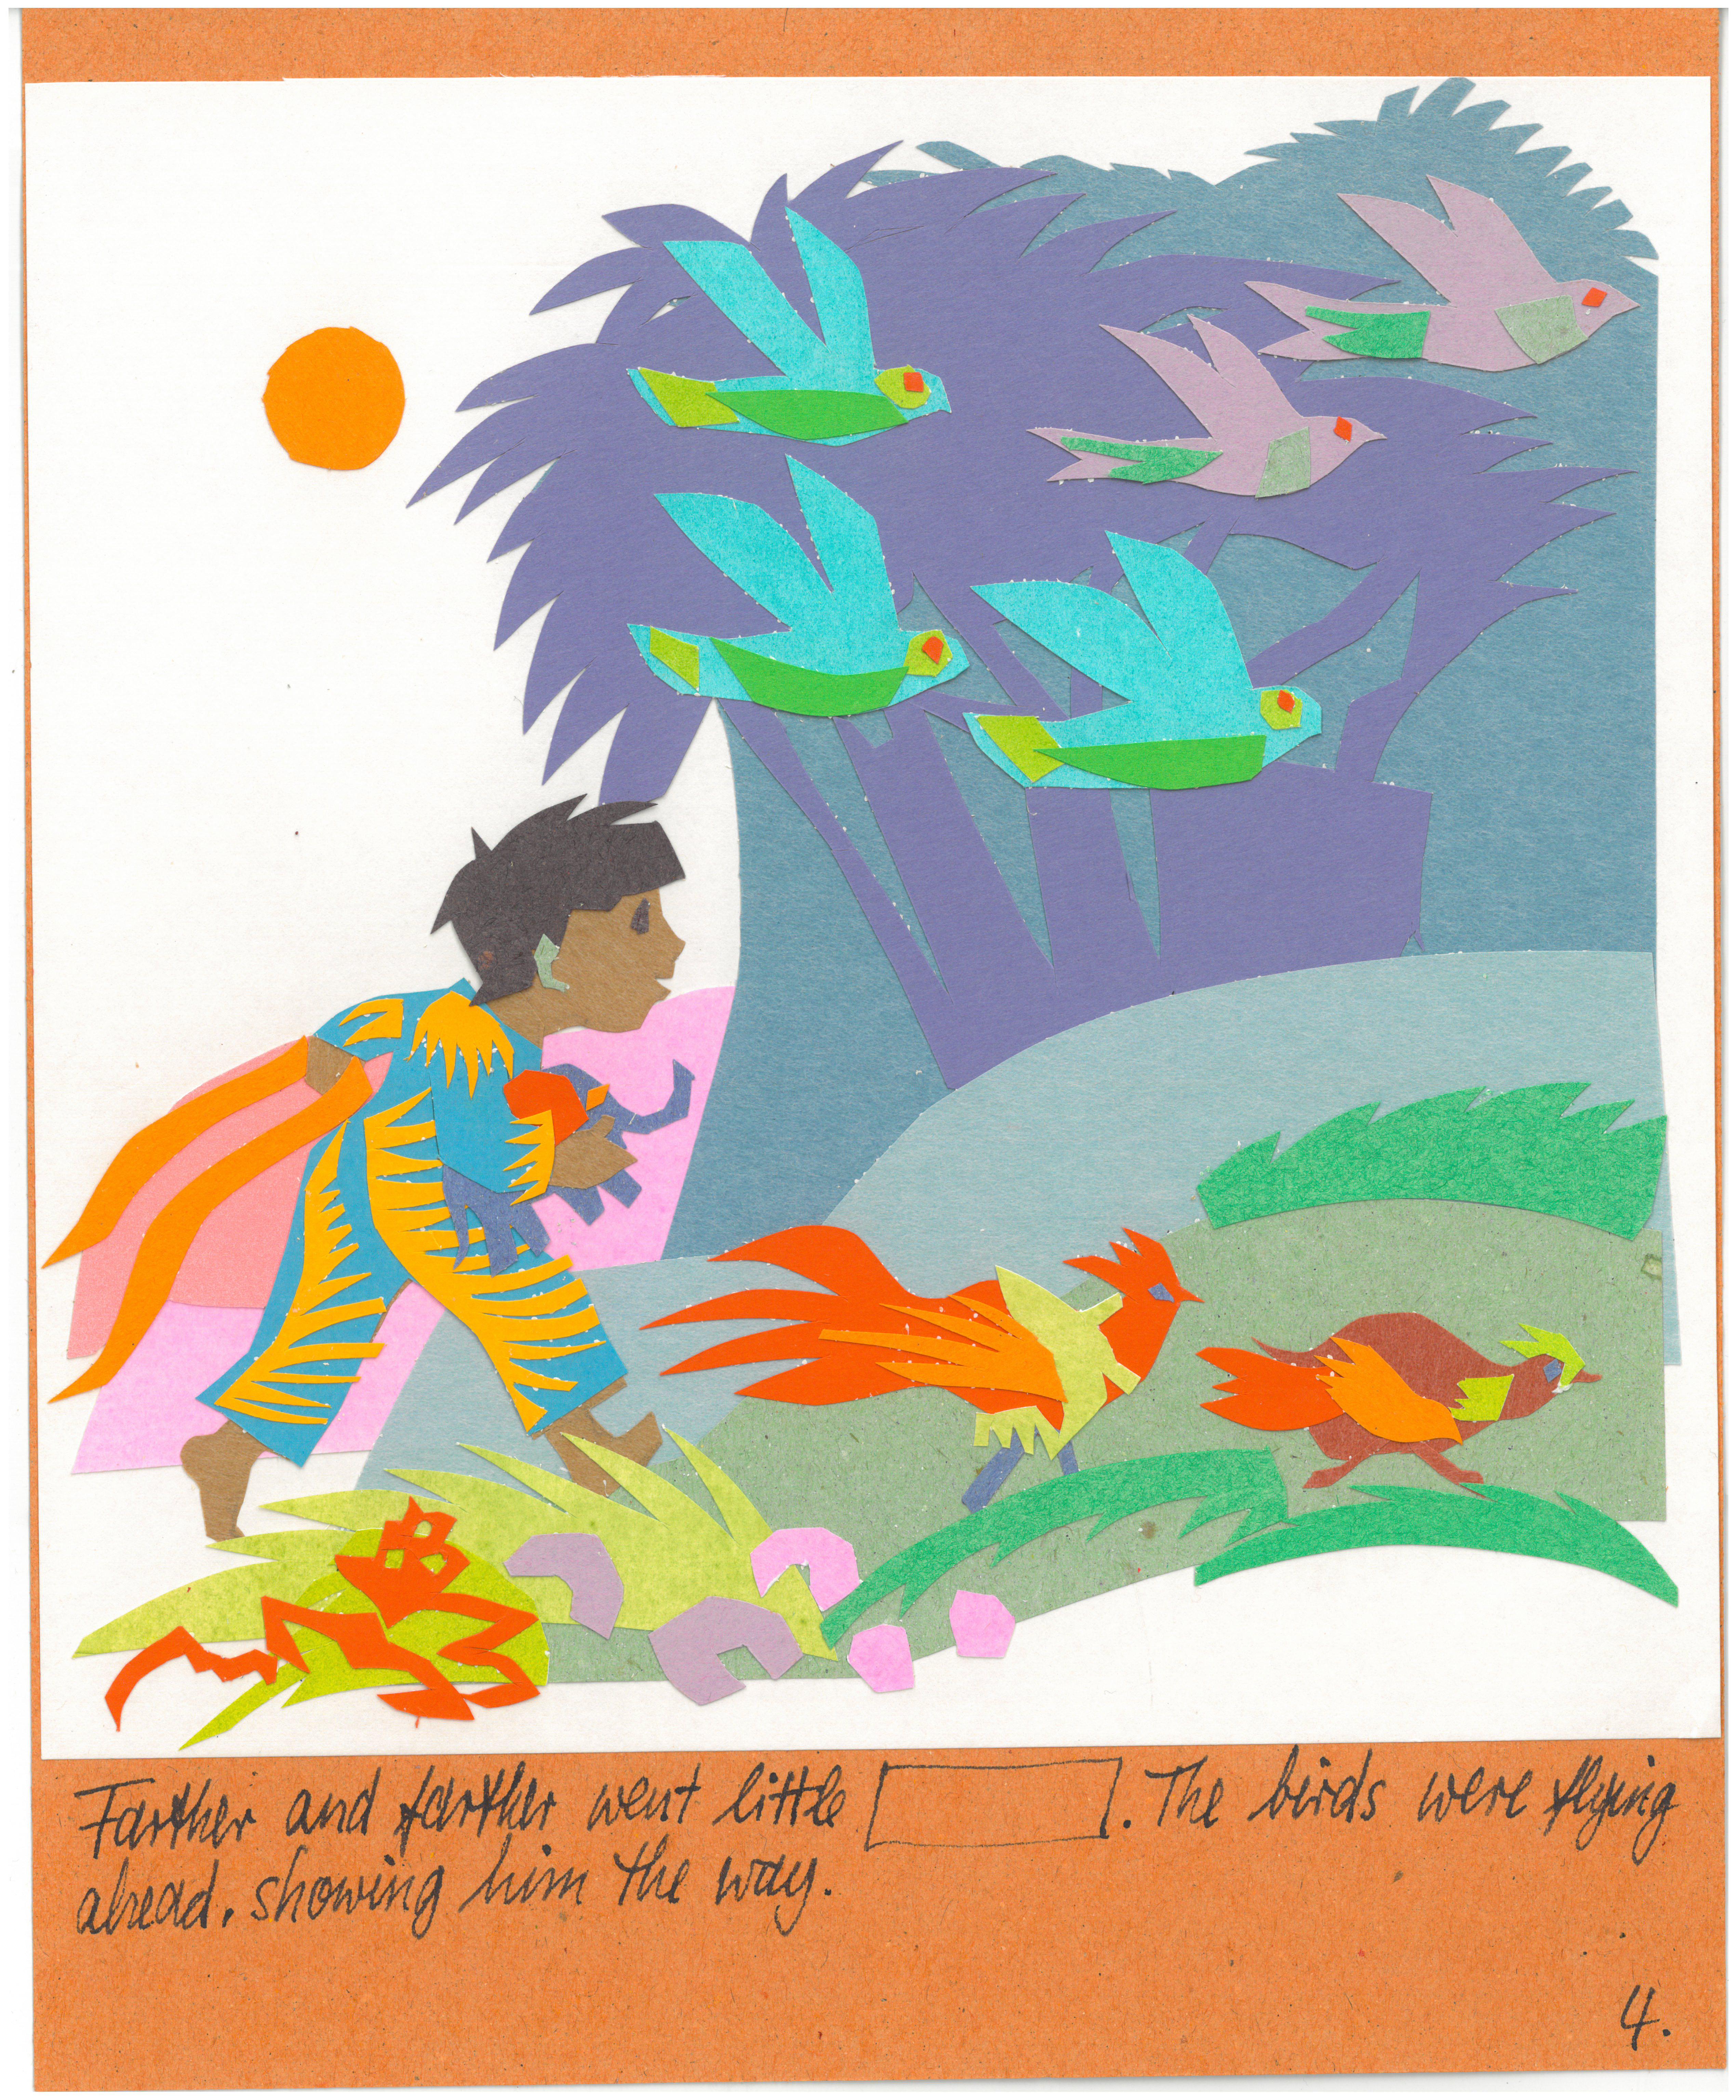 Farther and farther went little . The birds were flying
ahead. showing him the way.
4.